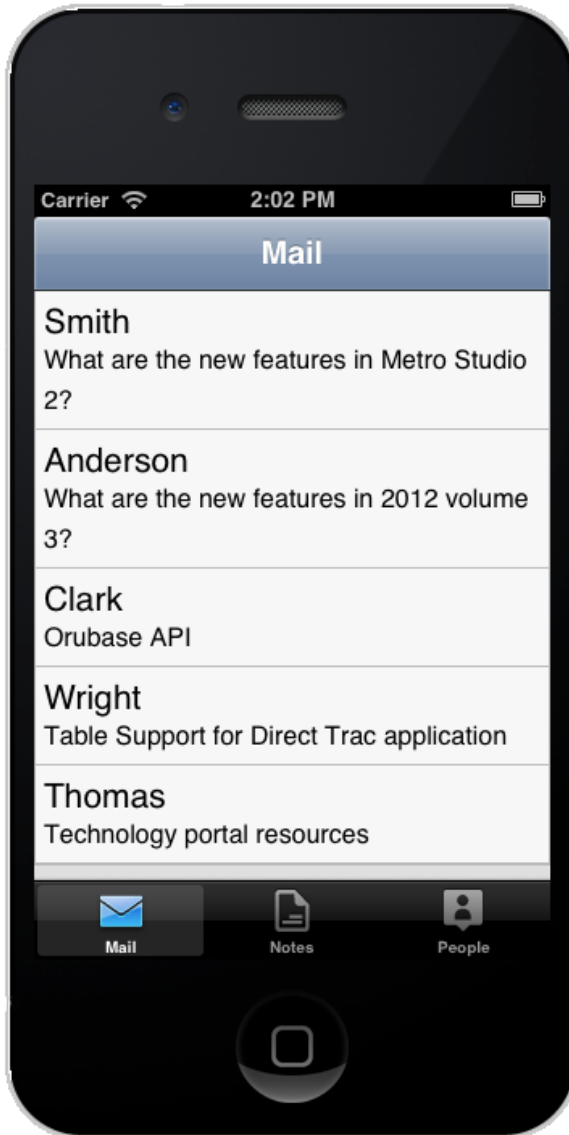 Carrier 2:02 PM
Mail
Smith
What are the new features in Metro Studio
2?
Anderson
What are the new features in 2012 volume
3?
Clark
Orubase API
Wright
Table Support for Direct Trac application
Thomas
Technology portal resources
Mail Notes People